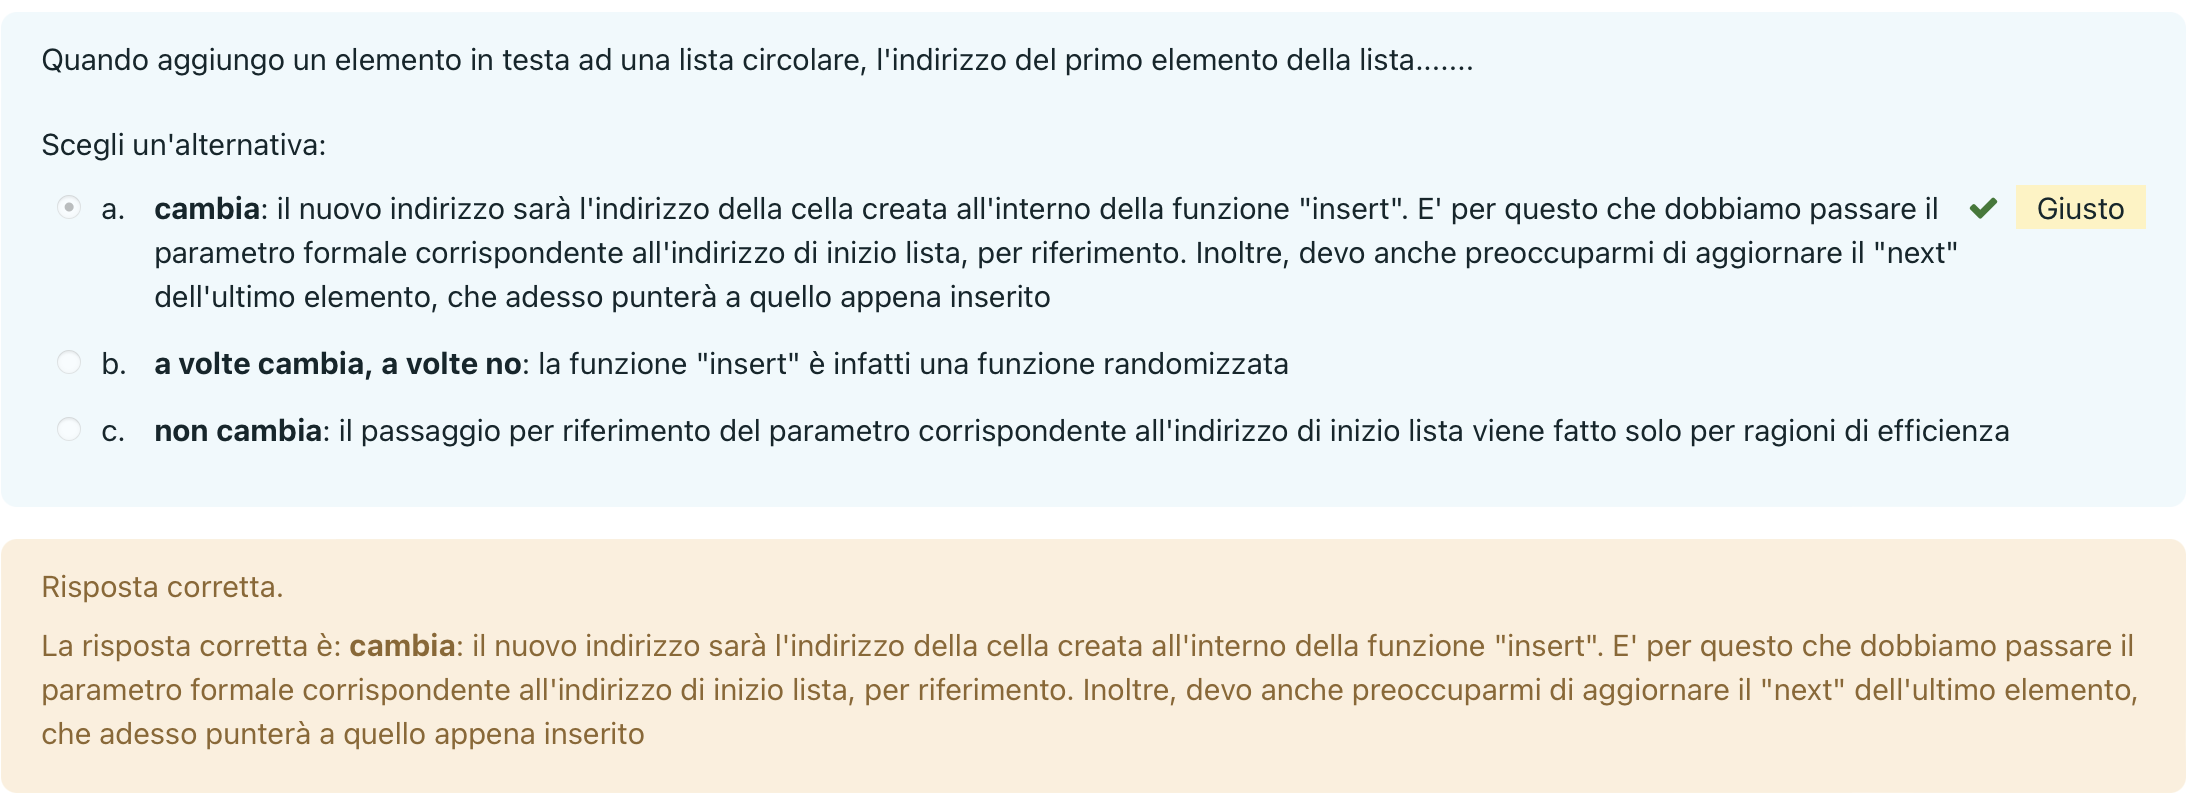 Quando aggiungo un elemento in testa ad una lista circolare, l'indirizzo del primo elemento della lista.......
Scegli un'alternativa:
a. cambia: il nuovo indirizzo sarà l'indirizzo della cella creata all'interno della funzione "insert". E' per questo che dobbiamo passare il Giusto
parametro formale corrispondente all'indirizzo di inizio lista, per riferimento. Inoltre, devo anche preoccuparmi di aggiornare il "next"
dell'ultimo elemento, che adesso punterà a quello appena inserito
b. a volte cambia, a volte no: la funzione "insert" è infatti una funzione randomizzata
c. non cambia: il passaggio per riferimento del parametro corrispondente all'indirizzo di inizio lista viene fatto solo per ragioni di efficienza
Risposta corretta.
La risposta corretta è: cambia: il nuovo indirizzo sarà l'indirizzo della cella creata all'interno della funzione "insert". E' per questo che dobbiamo passare il
parametro formale corrispondente all'indirizzo di inizio lista, per riferimento. Inoltre, devo anche preoccuparmi di aggiornare il "next" dell'ultimo elemento,
che adesso punterà a quello appena inserito